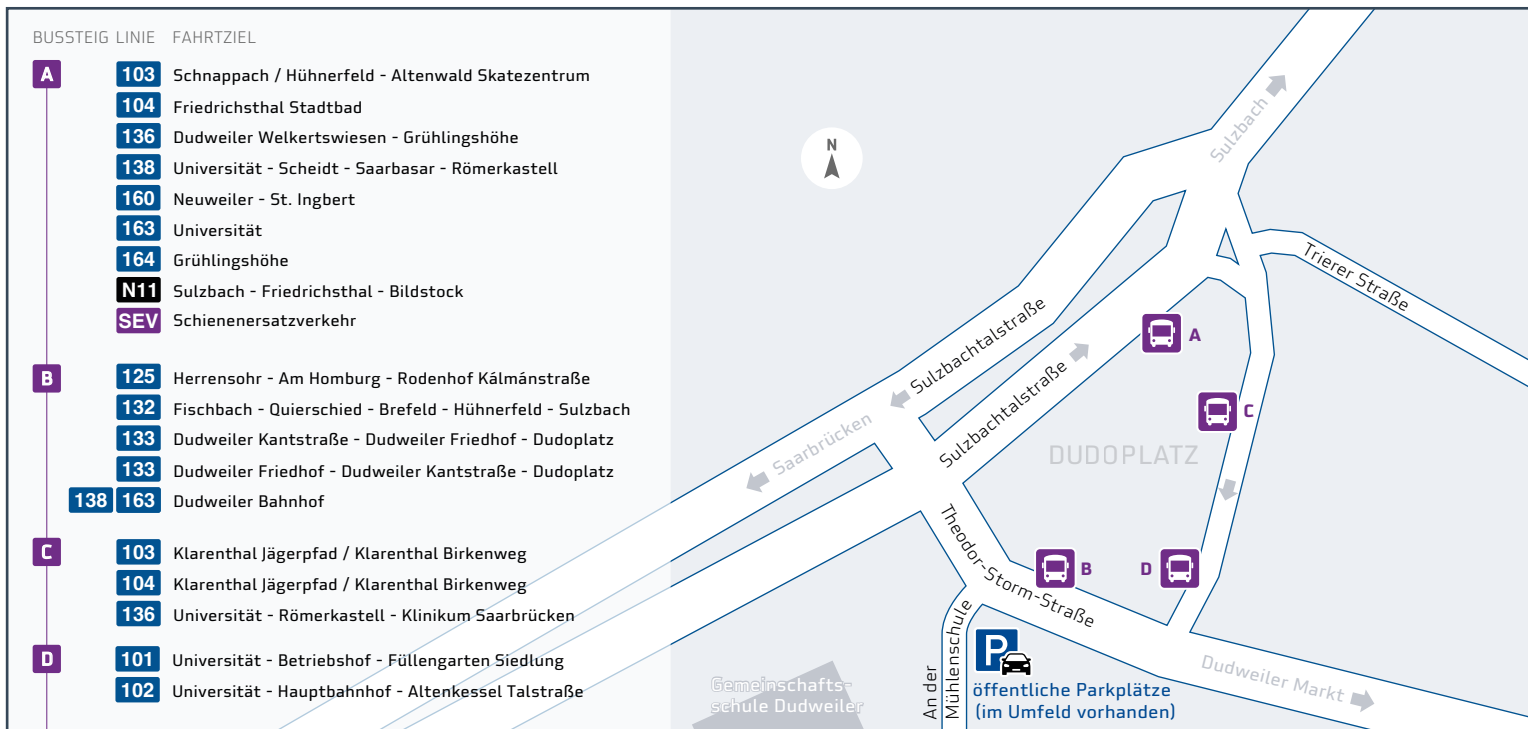 BUSSTEIG LINIE FAHRTZIEL
A 103 Schnappach / Hühnerfeld - Altenwald Skatezentrum
104 Friedrichsthal Stadtbad
136 Dudweiler Welkertswiesen - Grühlingshöhe
138 Universität - Scheidt - Saarbasar - Römerkastell
160 Neuweiler - St. Ingbert
163 Universität
164 Grühlingshöhe
N11 Sulzbach - Friedrichsthal - Bildstock
SEV Schienenersatzverkehr
B 125 Herrensohr - Am Homburg - Rodenhof Kálmánstraße
132 Fischbach - Quierschied - Brefeld - Hühnerfeld - Sulzbach
133 Dudweiler Kantstraße - Dudweiler Friedhof - Dudoplatz
133 Dudweiler Friedhof - Dudweiler Kantstraße - Dudoplatz
138 163 Dudweiler Bahnhof
C 103 Klarenthal Jägerpfad / Klarenthal Birkenweg
104 Klarenthal Jägerpfad / Klarenthal Birkenweg
136 Universität - Römerkastell - Klinikum Saarbrücken
D 101 Universität - Betriebshof - Füllengarten Siedlung
102 Universität - Hauptbahnhof - Altenkessel Talstraße
N
Sulzbach
Trierer Straße
Sulzbachtalstraße
Sulzbachtalstraße
Saarbrücken
A
C
DUDOPLATZ
Theodor-Storm-Straße
B
D
An der
Mühlenschule
P
öffentliche Parkplätze
(im Umfeld vorhanden)
Dudweiler Markt
Gemeinschafts-
schule Dudweiler